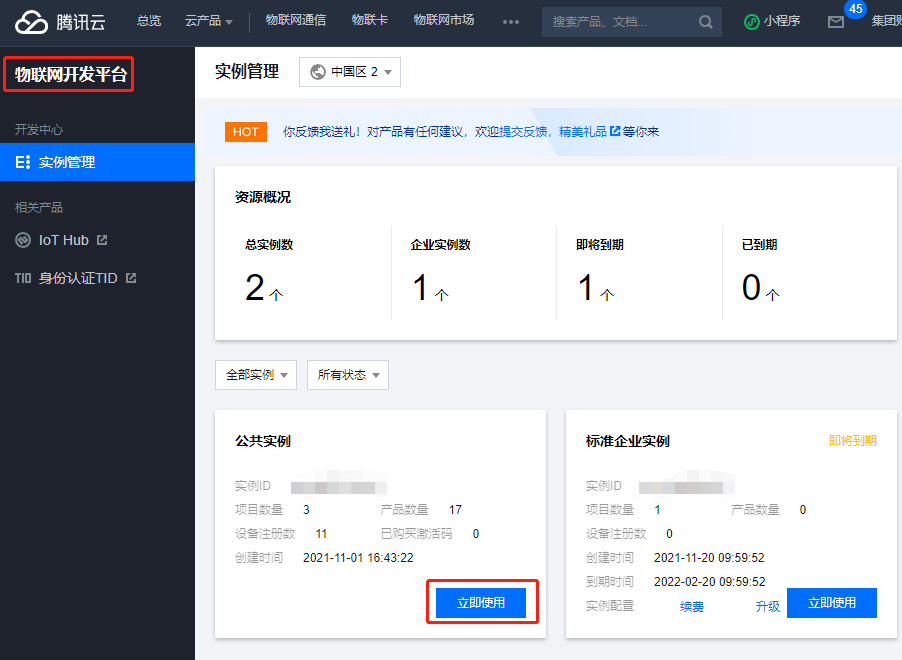 腾讯云 总览 云产品 物联网通信 物联卡 物联网市场 ••• 搜索产品、文档... 小程序 45 集团
物联网开发平台
开发中心
实例管理
相关产品
IoT Hub
TID 身份认证TID
实例管理 中国区 2
HOT 你反馈我送礼！对产品有任何建议，欢迎提交反馈，精美礼品等你来
资源概况
总实例数 企业实例数 即将到期 已到期
2个 1个 1个 0个
全部实例 所有状态
公共实例
实例ID
项目数量 3 产品数量 17
设备注册数 11 已购买激活码 0
创建时间 2021-11-01 16:43:22
立即使用
标准企业实例 即将到期
实例ID
项目数量 1 产品数量 0
设备注册数 0
创建时间 2021-11-20 09:59:52
到期时间 2022-02-20 09:59:52
实例配置 续费 升级 立即使用